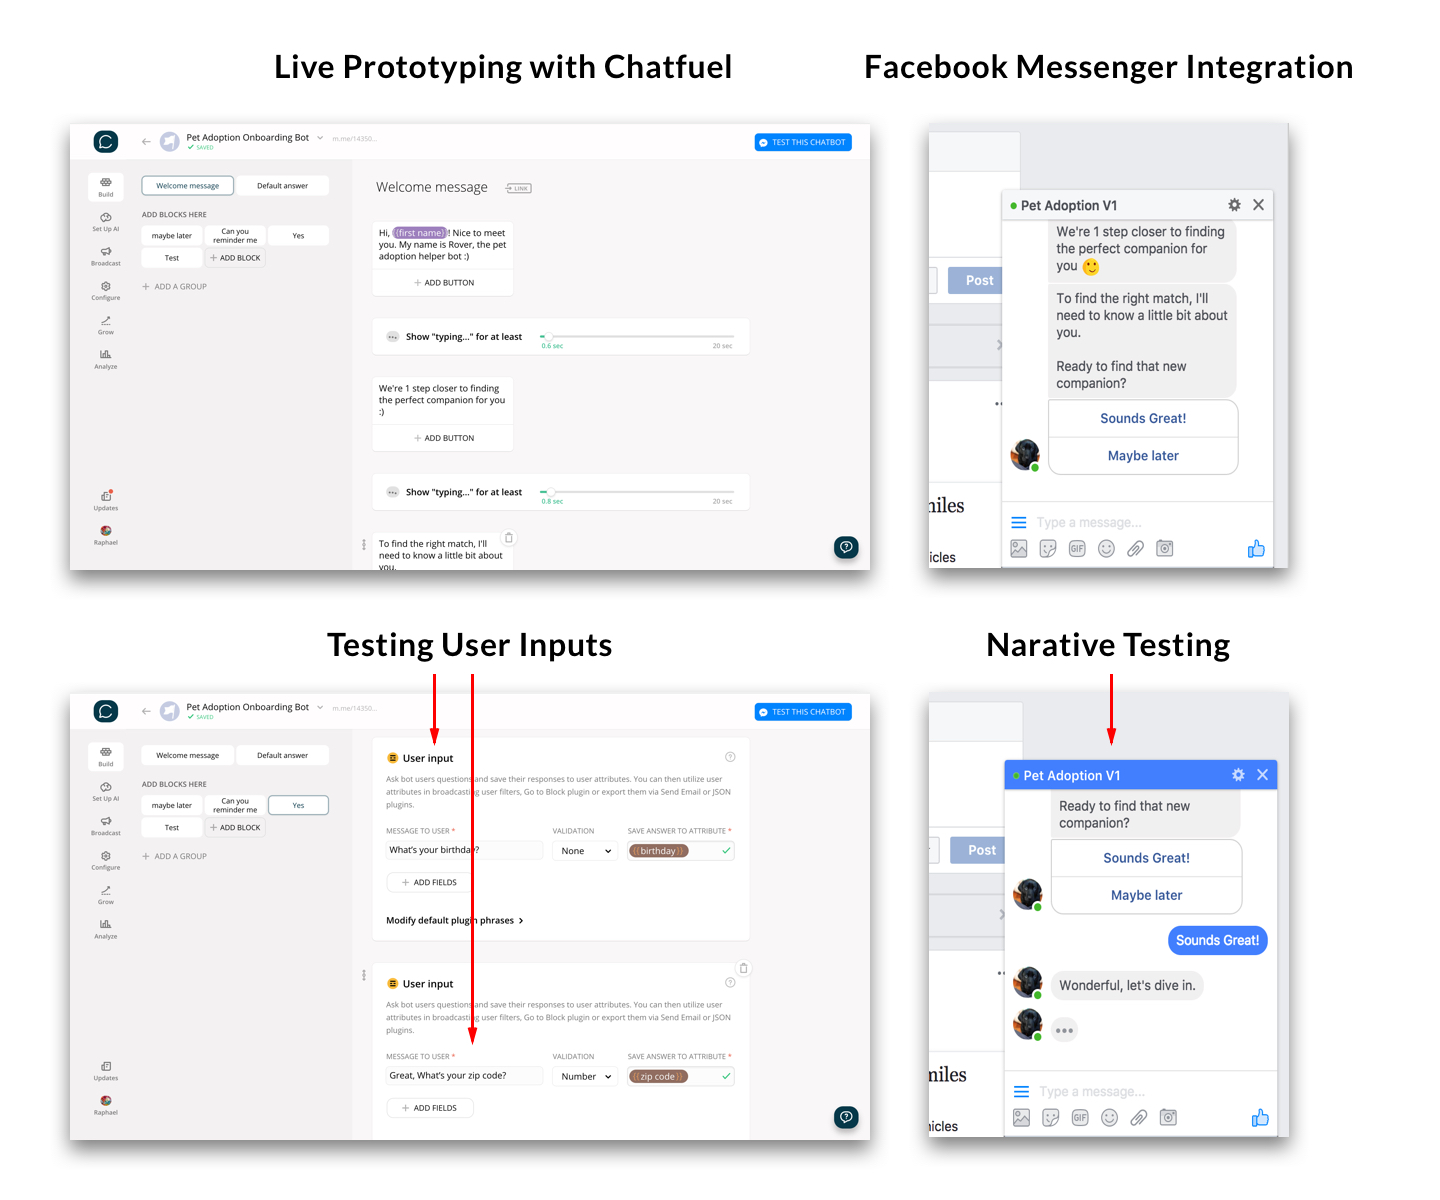 Live Prototyping with Chatfuel
Pet Adoption Onboarding Bot
m.me/14350...
SAVED
TEST THIS CHATBOT
Build
Set Up AI
Broadcast
Configure
Grow
Analyze
Updates
Raphael
Welcome message
Default answer
ADD BLOCKS HERE
maybe later
Can you
reminder me
Yes
Test
+ ADD BLOCK
+ ADD A GROUP
Welcome message
LINK
Hi, {{first name}}! Nice to meet
you. My name is Rover, the pet
adoption helper bot :)
+ ADD BUTTON
Show "typing..." for at least
0.6 sec
20 sec
We're 1 step closer to finding
the perfect companion for you
:)
+ ADD BUTTON
Show "typing..." for at least
0.8 sec
20 sec
To find the right match, I'll
need to know a little bit about
you.
Facebook Messenger Integration
Post
niles
icles
Pet Adoption V1
We're 1 step closer to finding
the perfect companion for
you 🙂
To find the right match, I'll
need to know a little bit about
you.
Ready to find that new
companion?
Sounds Great!
Maybe later
Type a message...
GIF
Testing User Inputs
Pet Adoption Onboarding Bot
m.me/14350...
SAVED
TEST THIS CHATBOT
Build
Set Up AI
Broadcast
Configure
Grow
Analyze
Updates
Raphael
Welcome message
Default answer
ADD BLOCKS HERE
maybe later
Can you
reminder me
Yes
Test
+ ADD BLOCK
+ ADD A GROUP
User input
Ask bot users questions and save their responses to user attributes. You can then utilize user
attributes in broadcasting user filters, Go to Block plugin or export them via Send Email or JSON
plugins.
MESSAGE TO USER *
VALIDATION
SAVE ANSWER TO ATTRIBUTE *
What's your birthday?
None
{{birthday}}
+ ADD FIELDS
Modify default plugin phrases >
User input
Ask bot users questions and save their responses to user attributes. You can then utilize user
attributes in broadcasting user filters, Go to Block plugin or export them via Send Email or JSON
plugins.
MESSAGE TO USER *
VALIDATION
SAVE ANSWER TO ATTRIBUTE *
Great, What's your zip code?
Number
{{zip code}}
+ ADD FIELDS
Narative Testing
Post
niles
icles
Pet Adoption V1
Ready to find that new
companion?
Sounds Great!
Maybe later
Sounds Great!
Wonderful, let's dive in.
Type a message...
GIF